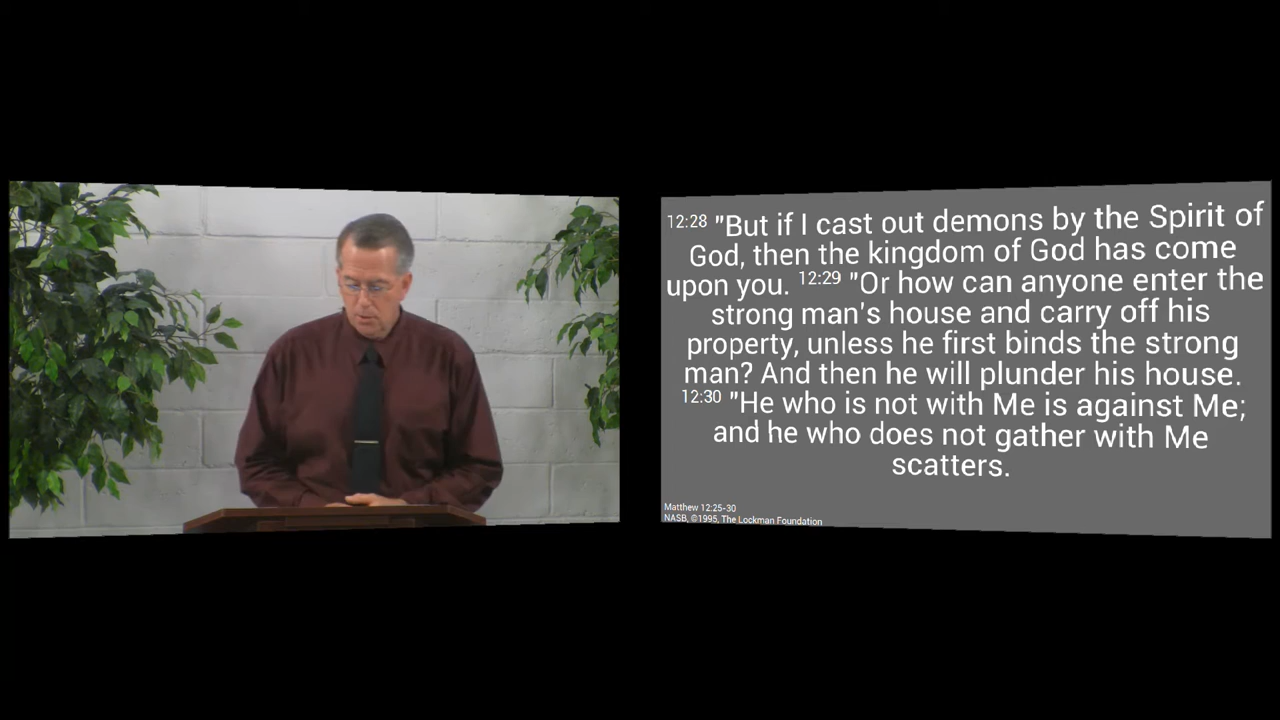 12:28 "But if I cast out demons by the Spirit of
God, then the kingdom of God has come
upon you. 12:29 "Or how can anyone enter the
strong man's house and carry off his
property, unless he first binds the strong
man? And then he will plunder his house.
12:30 "He who is not with Me is against Me;
and he who does not gather with Me
scatters.
Matthew 12:25-30
NASB, ©1995, The Lockman Foundation